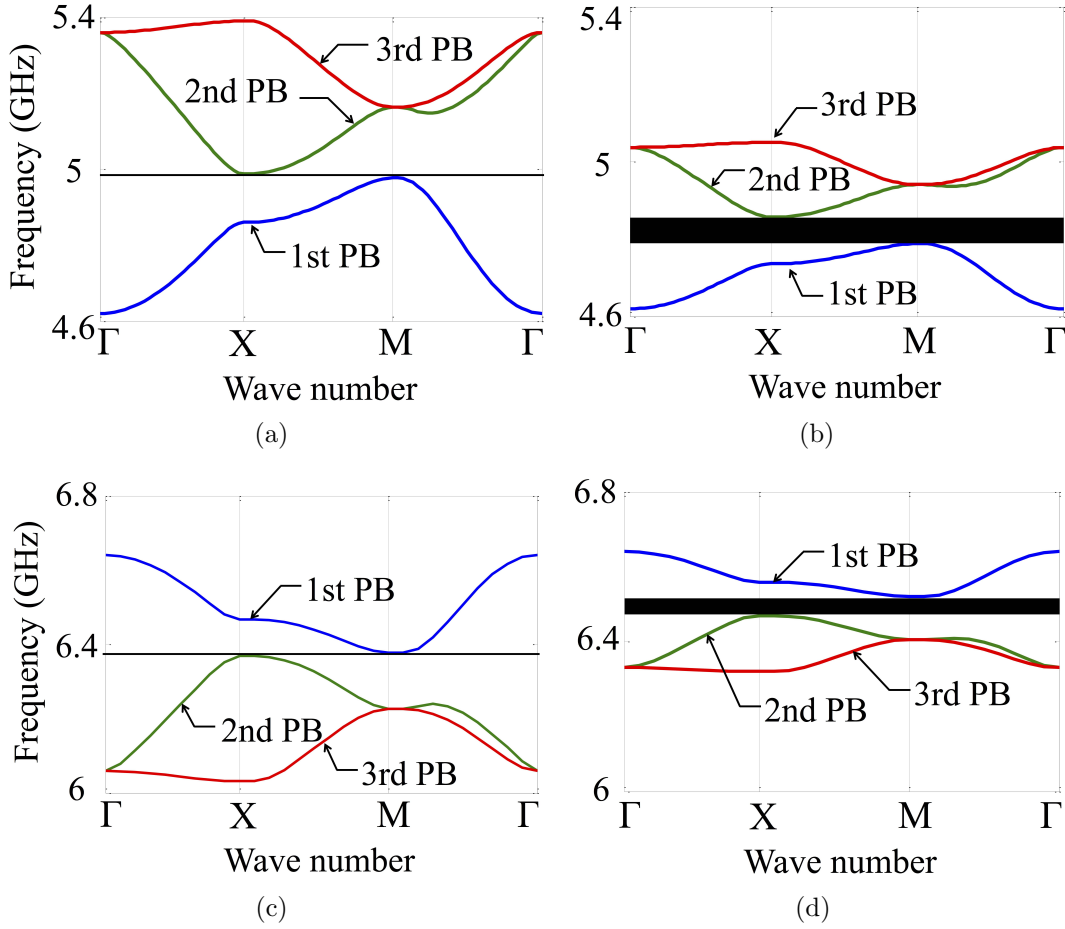 5.4
3rd PB
2nd PB
5
1st PB
4.6
Γ X M Γ
Frequency (GHz)
Wave number
(a)
5.4
3rd PB
5
2nd PB
1st PB
4.6
Γ X M Γ
Wave number
(b)
6.8
1st PB
6.4
2nd PB
3rd PB
6
Γ X M Γ
Frequency (GHz)
Wave number
(c)
6.8
1st PB
6.4
2nd PB
3rd PB
6
Γ X M Γ
Wave number
(d)